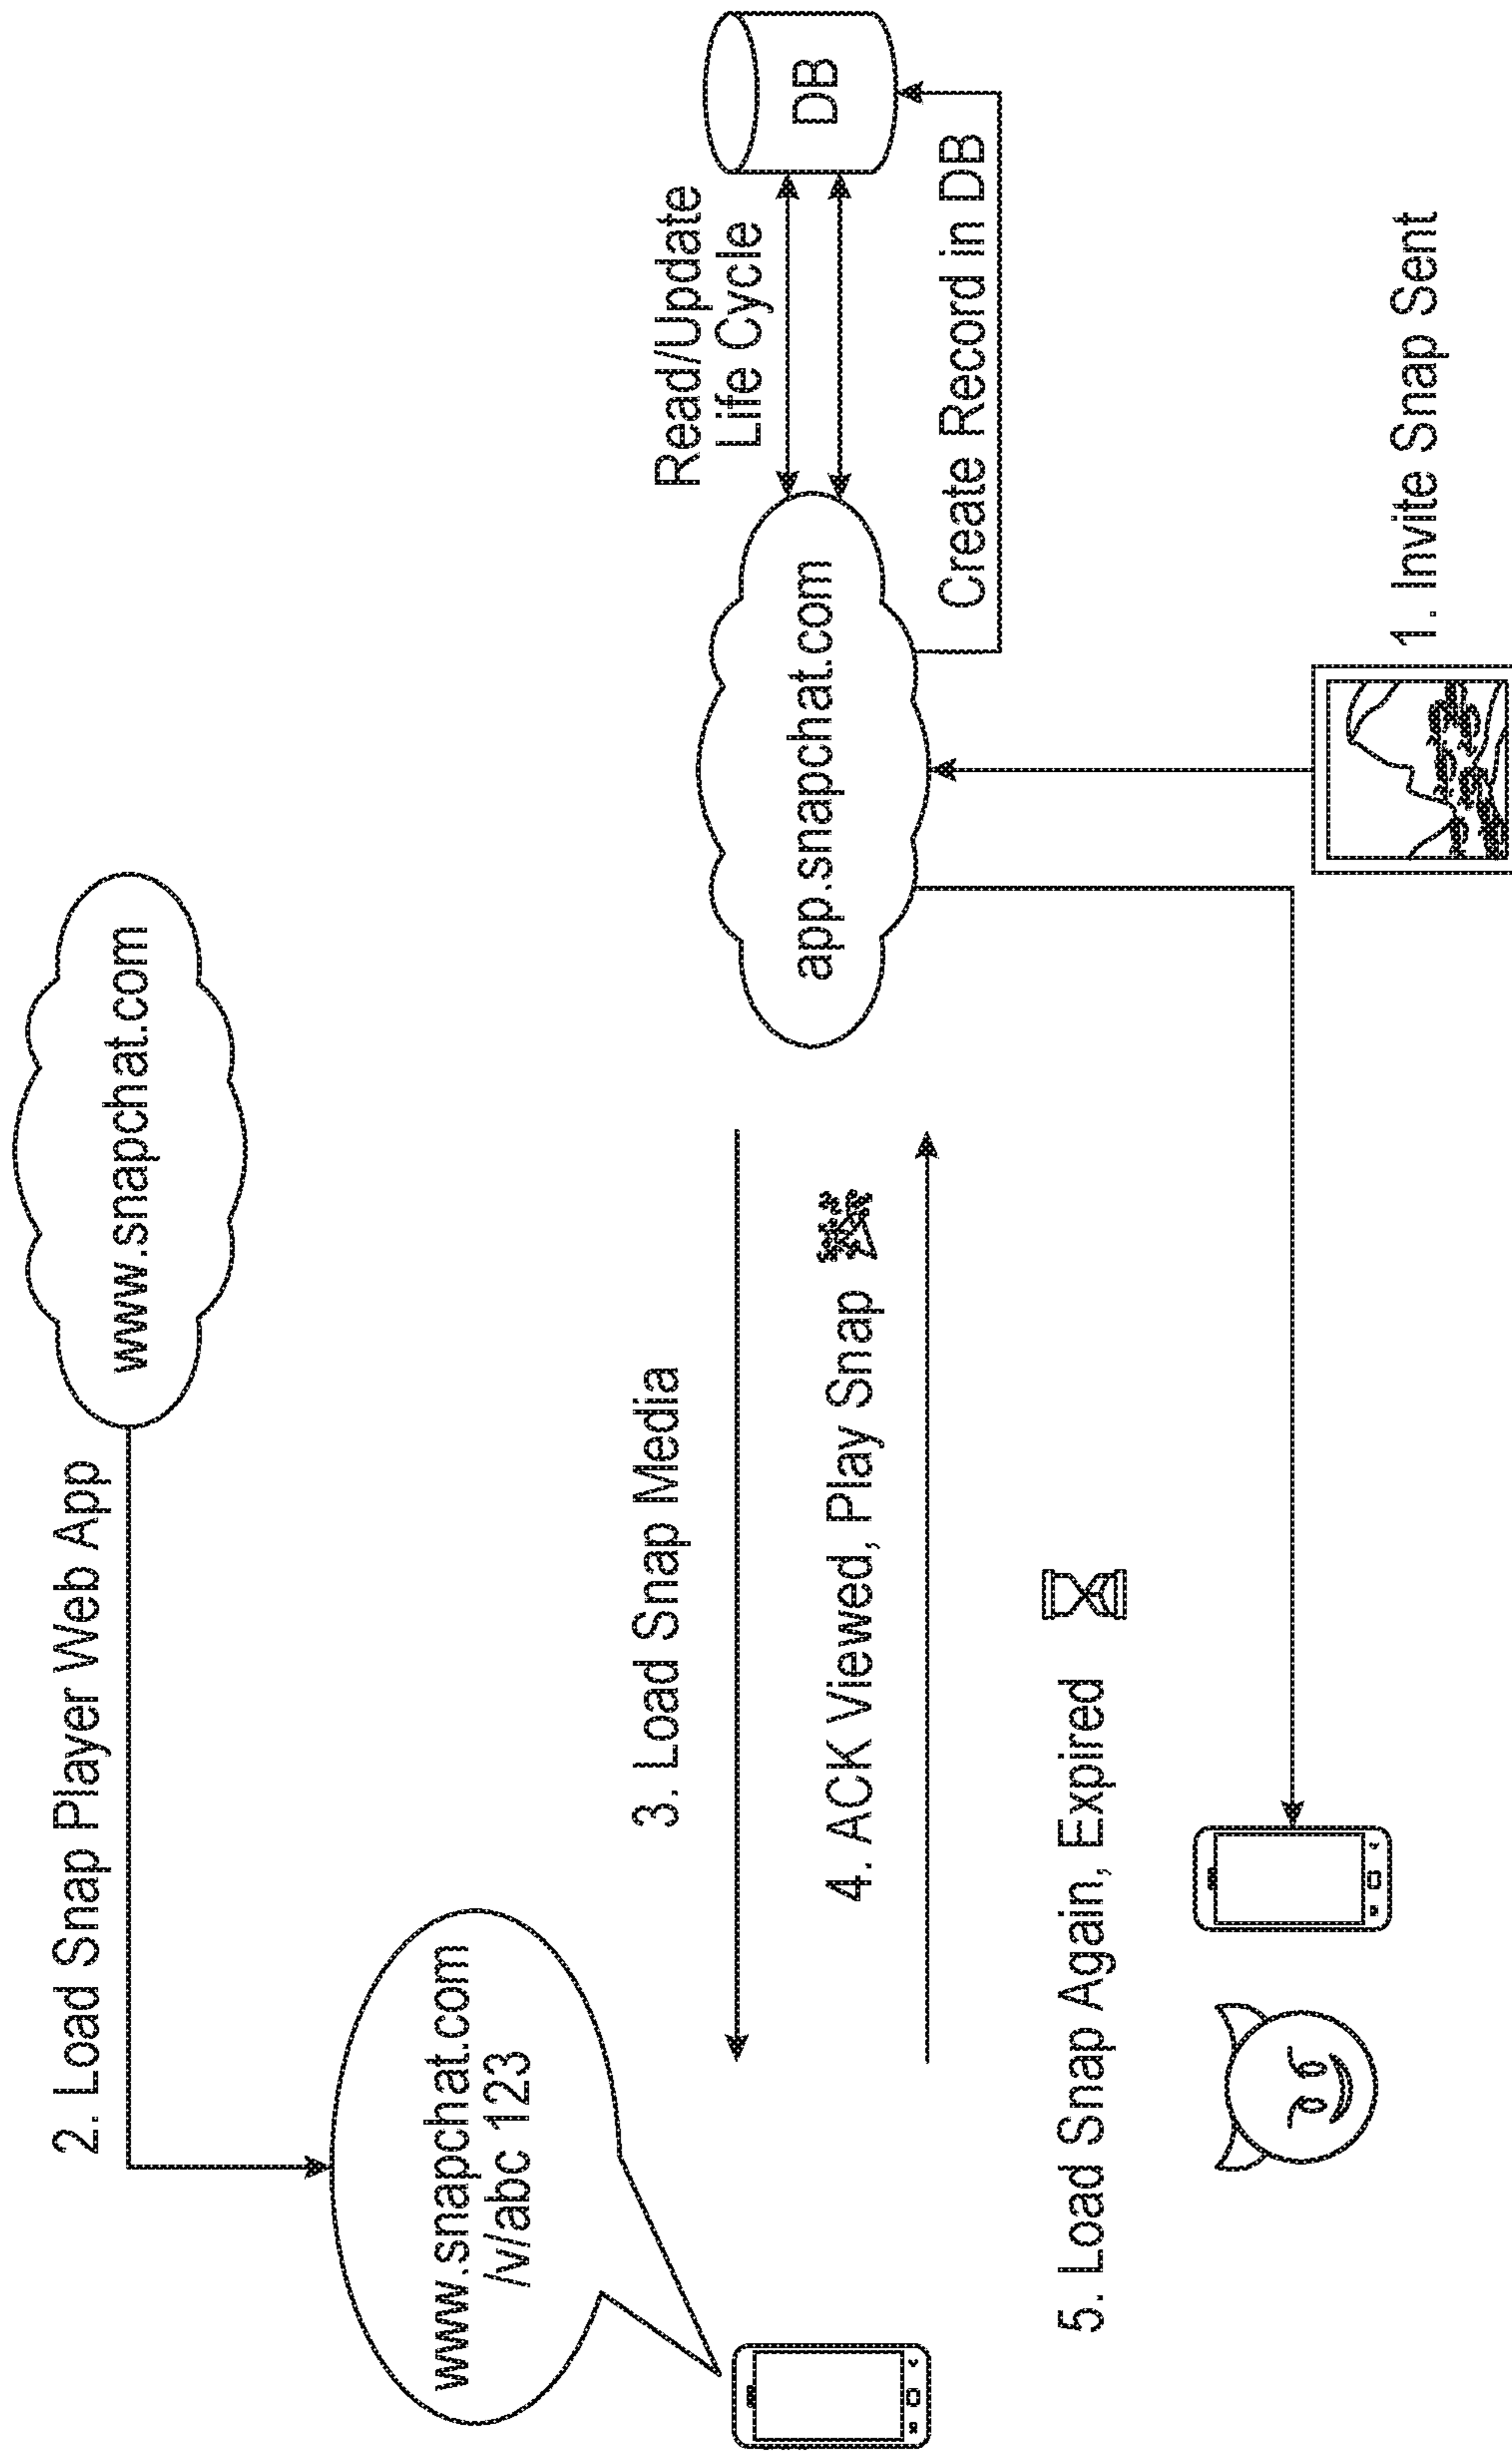 2. Load Snap Player Web App
www.snapchat.com
www.snapchat.com
/v/abc 123
3. Load Snap Media
Read/Update
Life Cycle
app.snapchat.com
DB
4. ACK Viewed, Play Snap
Create Record in DB
5. Load Snap Again, Expired
1. Invite Snap Sent